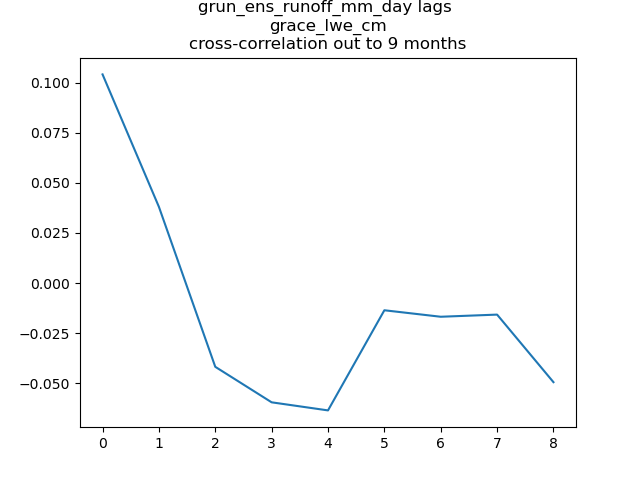 grun_ens_runoff_mm_day lags
grace_lwe_cm
cross-correlation out to 9 months
0.100
0.075
0.050
0.025
0.000
−0.025
−0.050
0 1 2 3 4 5 6 7 8